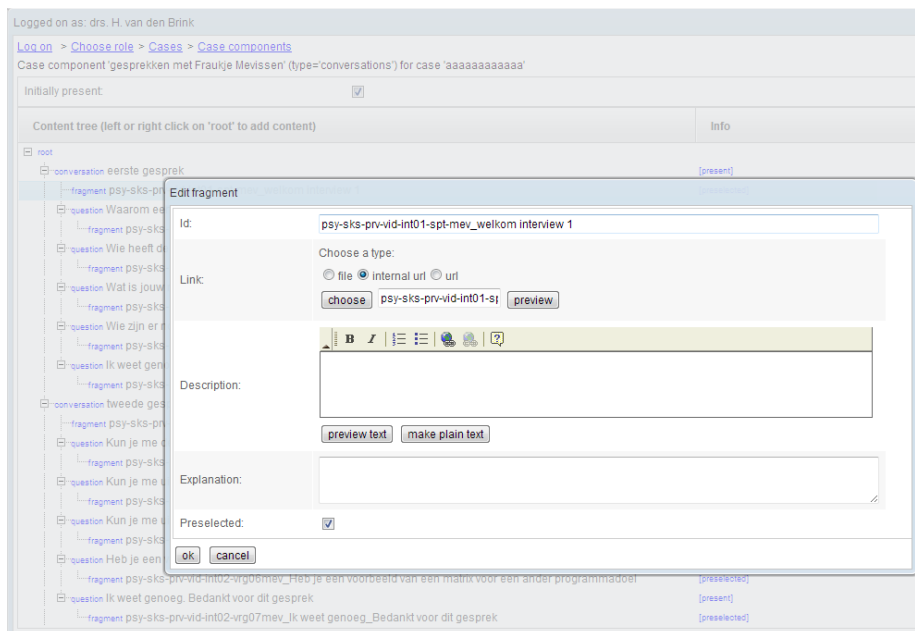 Logged on as: drs. H. van den Brink
Log on > Choose role > Cases > Case components
Case component 'gesprekken met Fraukje Mevissen' (type='conversations') for case 'aaaaaaaaaaaa'
Initially present:
Content tree (left or right click on 'root' to add content) Info
root
conversation eerste gesprek [present]
fragment psy-sks-prv
Edit fragment
question Waarom ee
Id: psy-sks-prv-vid-int01-spt-mev_welkom interview 1
fragment psy-sks
question Wie heeft d
Choose a type:
fragment psy-sks
Link: file internal url url
question Wat is jouw
choose psy-sks-prv-vid-int01-sp preview
fragment psy-sks
question Wie zijn er
B I
fragment psy-sks
question Ik weet gen
Description:
fragment psy-sks
conversation tweede ges
fragment psy-sks-prv
preview text make plain text
question Kun je me
fragment psy-sks
question Kun je me
Explanation:
fragment psy-sks
question Kun je me
Preselected:
fragment psy-sks
question Heb je een
ok cancel
fragment psy-sks-prv-vid-int02-vrg06mev_Heb je een voorbeeld van een matrix voor een ander programmadoel [preselected]
question Ik weet genoeg. Bedankt voor dit gesprek [present]
fragment psy-sks-prv-vid-int02-vrg07mev_Ik weet genoeg_Bedankt voor dit gesprek [preselected]